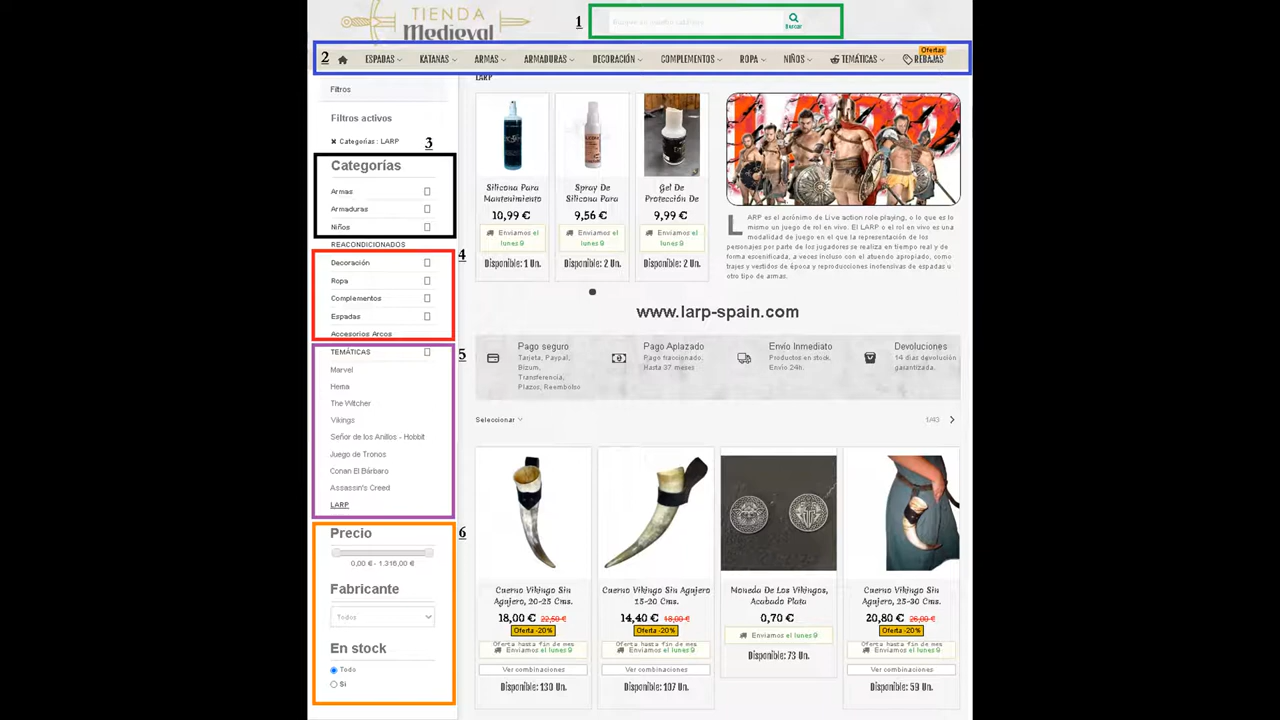 TIENDA
Medieval
1
Buscar
2
ESPADAS
KATANAS
ARMAS
ARMADURAS
DECORACIÓN
COMPLEMENTOS
ROPA
NIÑOS
TEMÁTICAS
Ofertas
REBAJAS
Filtros
Filtros activos
Categorías : LARP
3
Categorías
Armas
Armaduras
Niños
REACONDICIONADOS
4
Decoración
Ropa
Complementos
Espadas
Accesorios Arcos
5
TEMÁTICAS
Marvel
Hema
The Witcher
Vikings
Señor de los Anillos - Hobbit
Juego de Tronos
Conan El Bárbaro
Assassin's Creed
LARP
6
Precio
0,00 € - 1.316,00 €
Fabricante
Todos
En stock
Todo
Si
LARP
Silicona Para
Mantenimiento
10,99 €
Enviamos el
lunes 9
Disponible: 1 Un.
Spray De
Silicona Para
9,56 €
Enviamos el
lunes 9
Disponible: 2 Un.
Gel De
Protección De
9,99 €
Enviamos el
lunes 9
Disponible: 2 Un.
LARP
LARP es el acrónimo de Live action role playing, o lo que es lo
mismo un juego de rol en vivo. El LARP o el rol en vivo es una
modalidad de juego en el que la representación de los
personajes por parte de los jugadores se realiza en tiempo real y de
forma escenificada, a veces incluso con el atuendo apropiado, como
trajes y vestidos de época y reproducciones inofensivas de espadas u
otro tipo de armas.
www.larp-spain.com
Pago seguro
Tarjeta, Paypal,
Bizum,
Transferencia,
Plazos, Reembolso
Pago Aplazado
Pago fraccionado.
Hasta 37 meses
Envío Inmediato
Productos en stock.
Envío 24h.
Devoluciones
14 días devolución
garantizada.
Seleccionar
1/43
Cuerno Vikingo Sin
Agujero, 20-25 Cms.
18,00 € 22,50 €
Oferta -20%
Oferta hasta fin de mes
Enviamos el lunes 9
Ver combinaciones
Disponible: 130 Un.
Cuerno Vikingo Sin Agujero
15-20 Cms.
14,40 € 18,00 €
Oferta -20%
Oferta hasta fin de mes
Enviamos el lunes 9
Ver combinaciones
Disponible: 107 Un.
Moneda De Los Vikingos,
Acabado Plata
0,70 €
Enviamos el lunes 9
Disponible: 73 Un.
Cuerno Vikingo Sin
Agujero, 25-30 Cms.
20,80 € 26,00 €
Oferta -20%
Oferta hasta fin de mes
Enviamos el lunes 9
Ver combinaciones
Disponible: 59 Un.